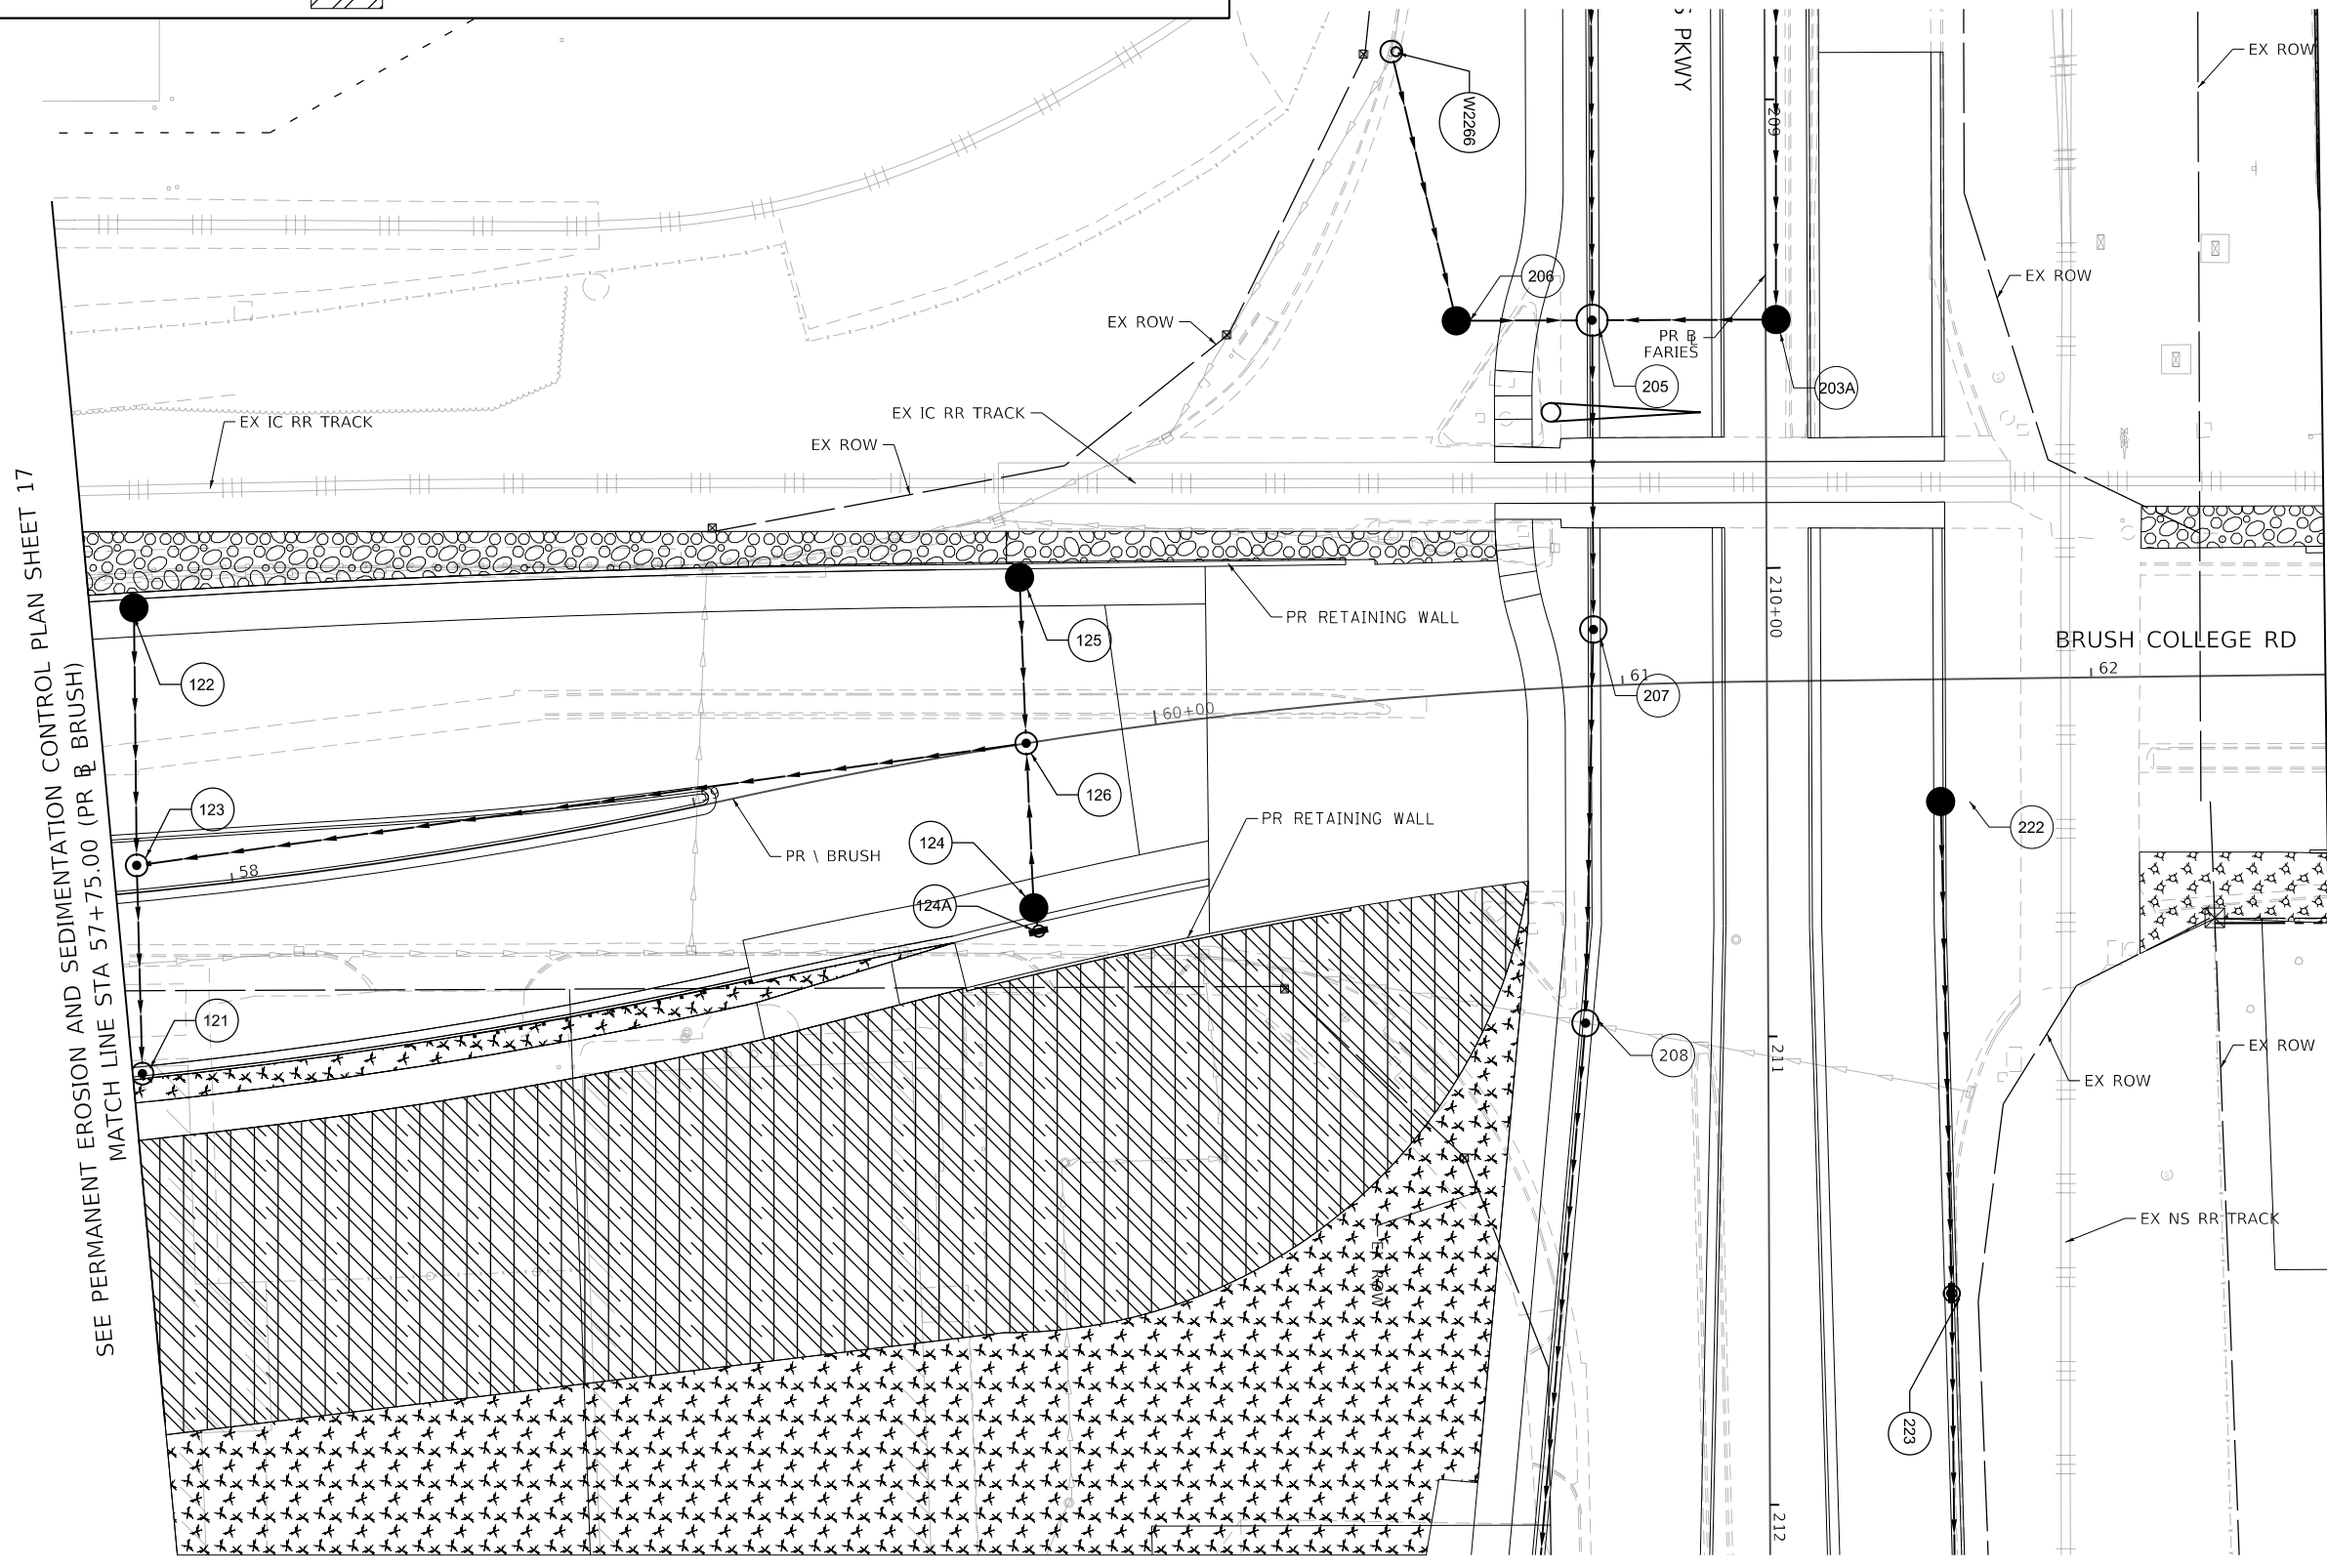 PKWY
EX ROW
W2266
209
206
EX ROW
EX ROW
PR ℄
FARIES
205
203A
EX IC RR TRACK
EX IC RR TRACK
EX ROW
SEE PERMANENT EROSION AND SEDIMENTATION CONTROL PLAN SHEET 17
MATCH LINE STA 57+75.00 (PR ℄ BRUSH)
PR RETAINING WALL
210+00
125
BRUSH COLLEGE RD
122
61
62
207
60+00
126
123
PR RETAINING WALL
222
124
PR \ BRUSH
58
124A
121
208
211
EX ROW
EX ROW
EX NS RR TRACK
ROW
223
212